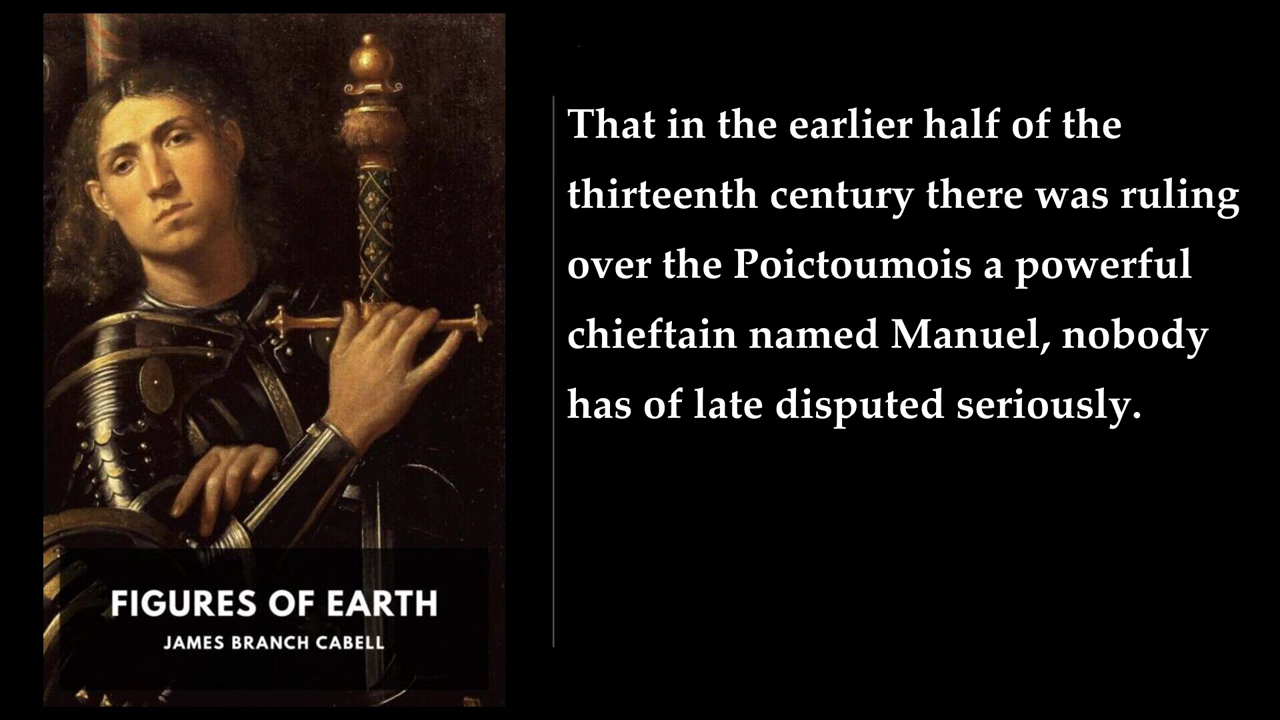 FIGURES OF EARTH
JAMES BRANCH CABELL
That in the earlier half of the
thirteenth century there was ruling
over the Poictoumois a powerful
chieftain named Manuel, nobody
has of late disputed seriously.